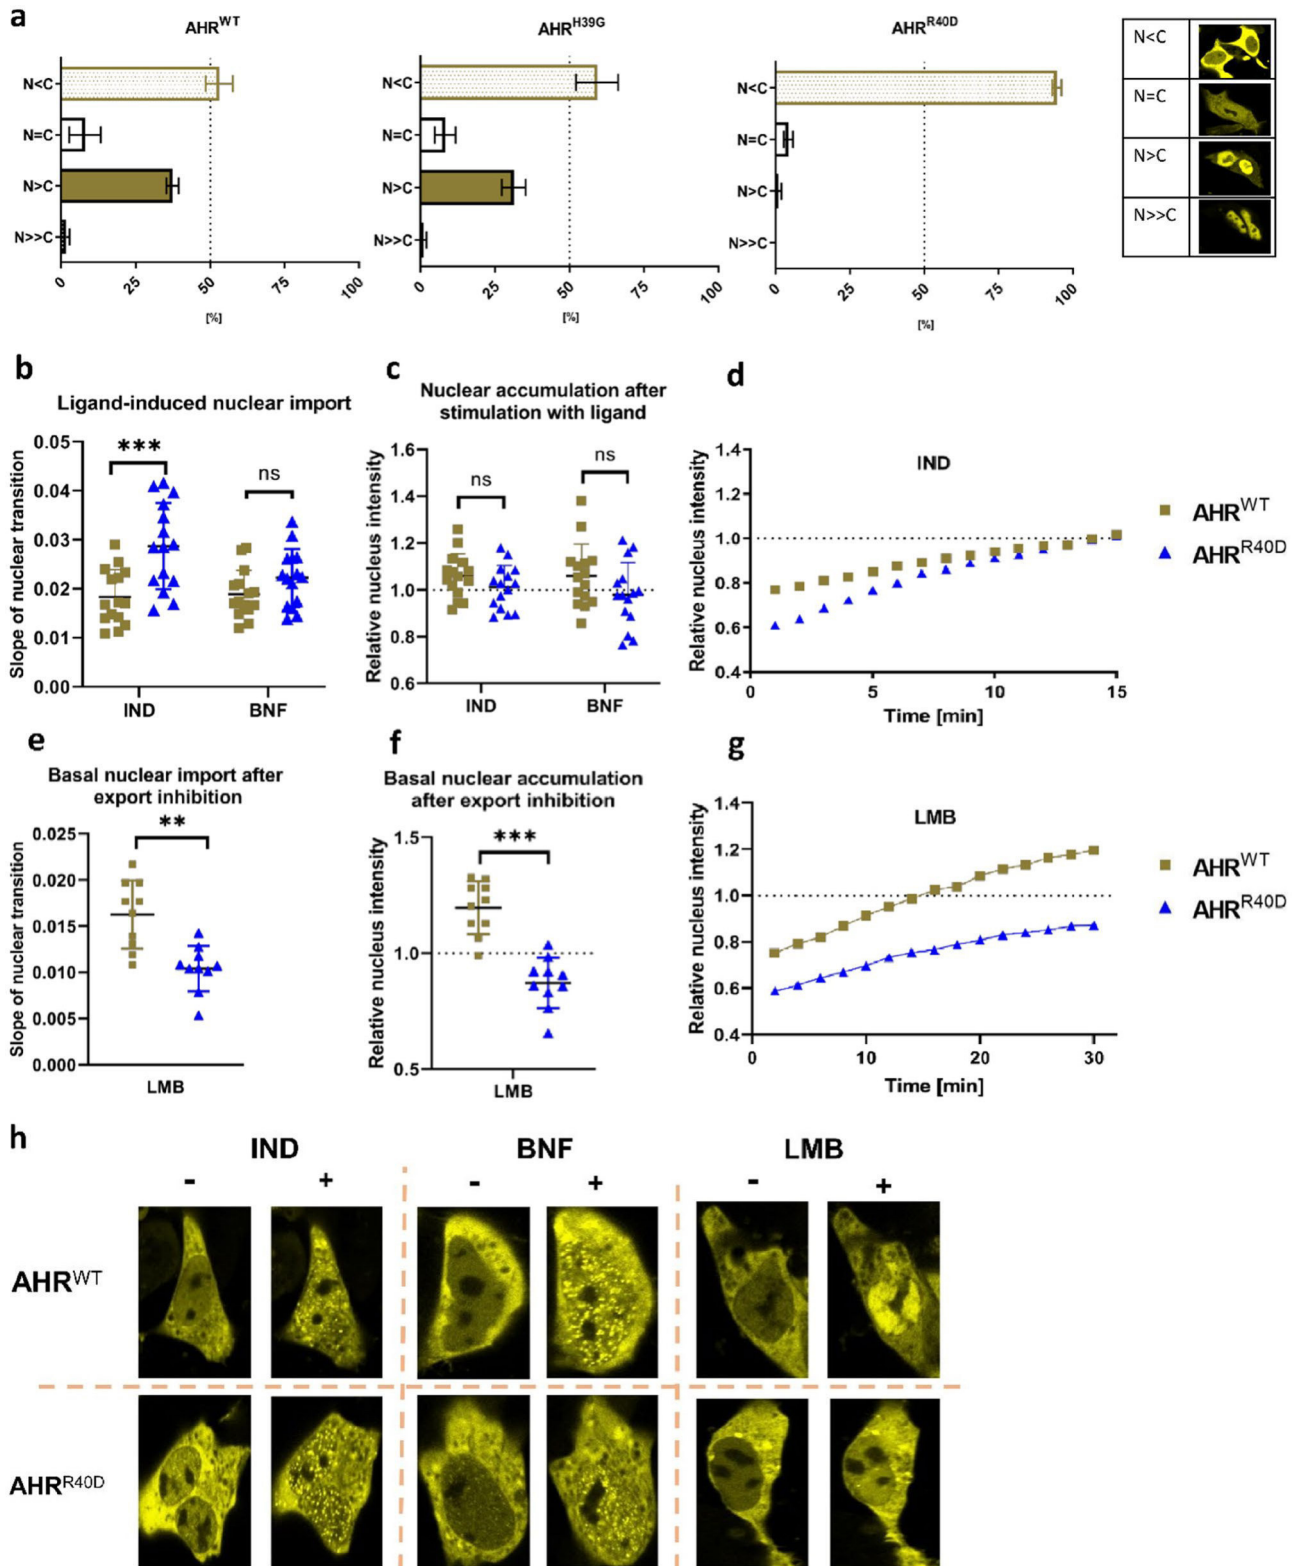 a
AHR^WT
N<C
N=C
N>C
N>>C
0
25
50
75
100
[%]
AHR^H39G
N<C
N=C
N>C
N>>C
0
25
50
75
100
[%]
AHR^R40D
N<C
N=C
N>C
N>>C
0
25
50
75
100
[%]
N<C
N=C
N>C
N>>C
b
Ligand-induced nuclear import
Slope of nuclear transition
0.05
0.04
0.03
0.02
0.01
0.00
***
ns
IND
BNF
c
Nuclear accumulation after
stimulation with ligand
Relative nucleus intensity
1.6
1.4
1.2
1.0
0.8
0.6
ns
ns
IND
BNF
d
IND
Relative nucleus intensity
1.4
1.2
1.0
0.8
0.6
0.4
5
10
15
Time [min]
AHR^WT
AHR^R40D
e
Basal nuclear import after
export inhibition
Slope of nuclear transition
0.025
0.020
0.015
0.010
0.005
0.000
**
LMB
f
Basal nuclear accumulation
after export inhibition
Relative nucleus intensity
1.5
1.0
0.5
***
LMB
g
LMB
Relative nucleus intensity
1.4
1.2
1.0
0.8
0.6
0.4
0
10
20
30
Time [min]
AHR^WT
AHR^R40D
h
IND
BNF
LMB
- + - + - +
AHR^WT
AHR^R40D